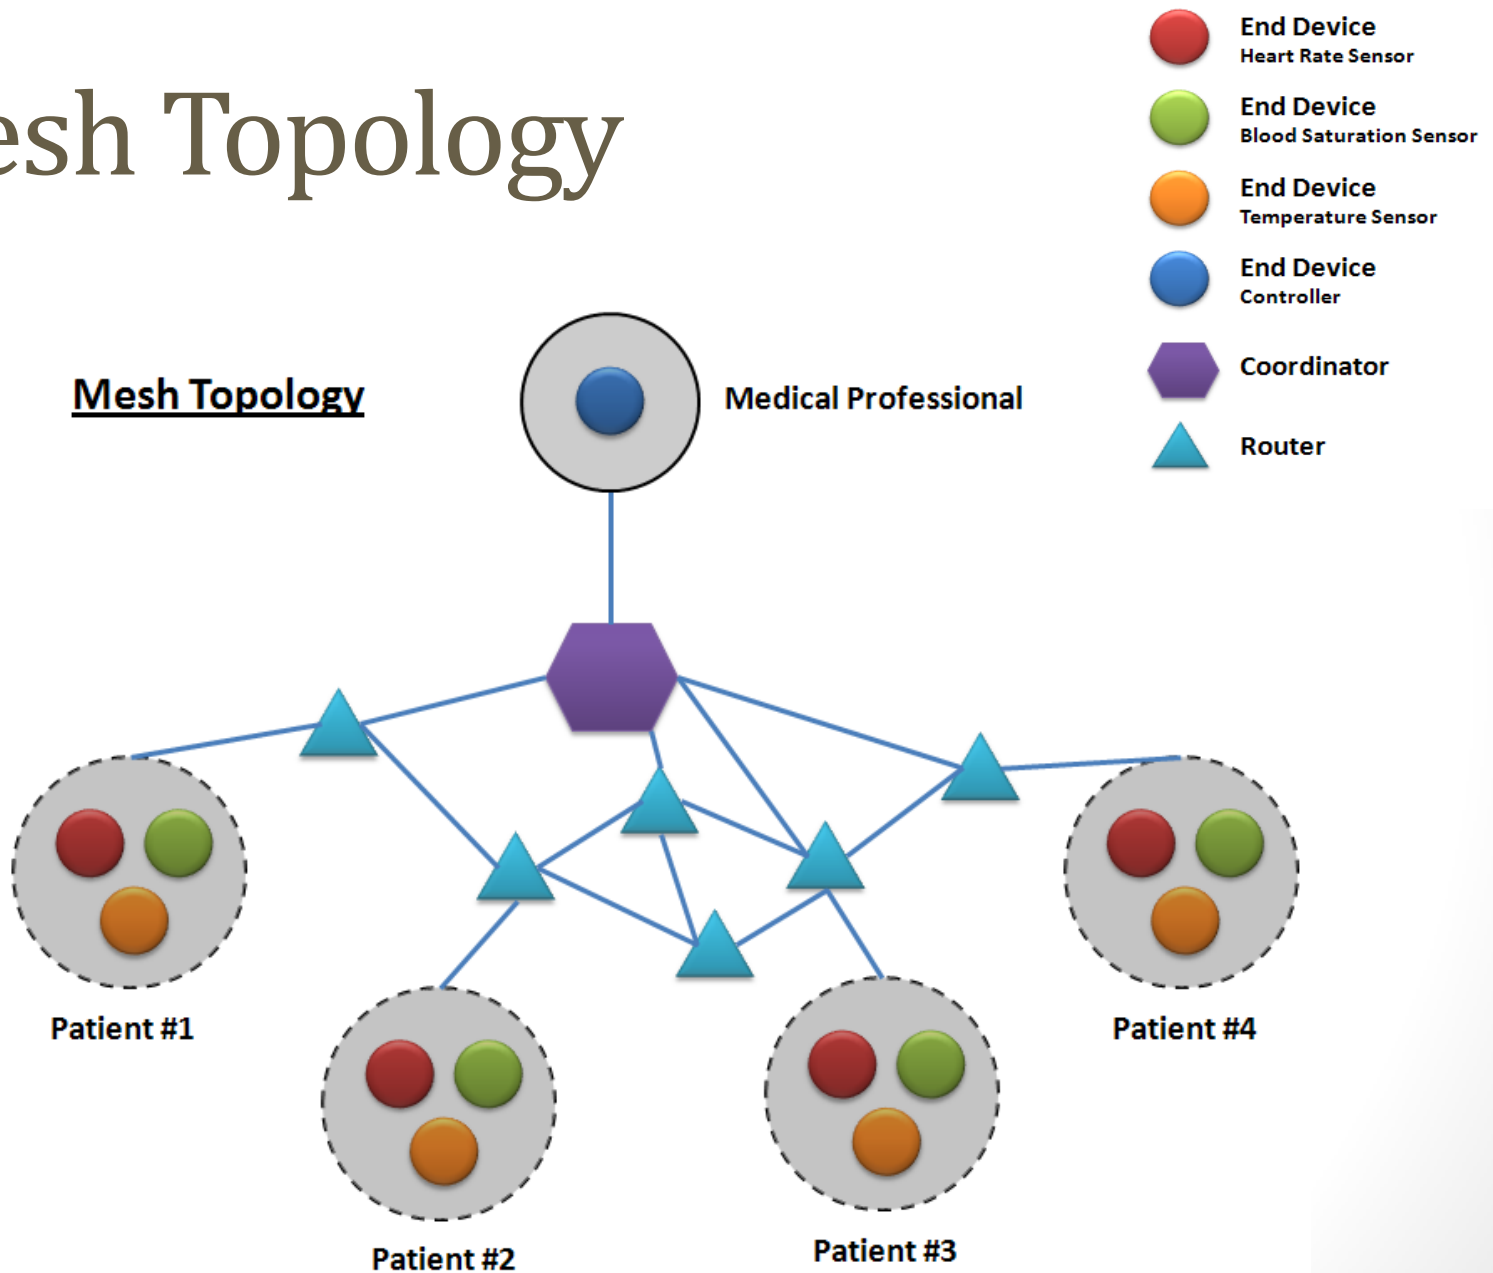 esh Topology
End Device
Heart Rate Sensor
End Device
Blood Saturation Sensor
End Device
Temperature Sensor
End Device
Controller
Coordinator
Router
Mesh Topology
Medical Professional
Patient #1
Patient #4
Patient #2
Patient #3